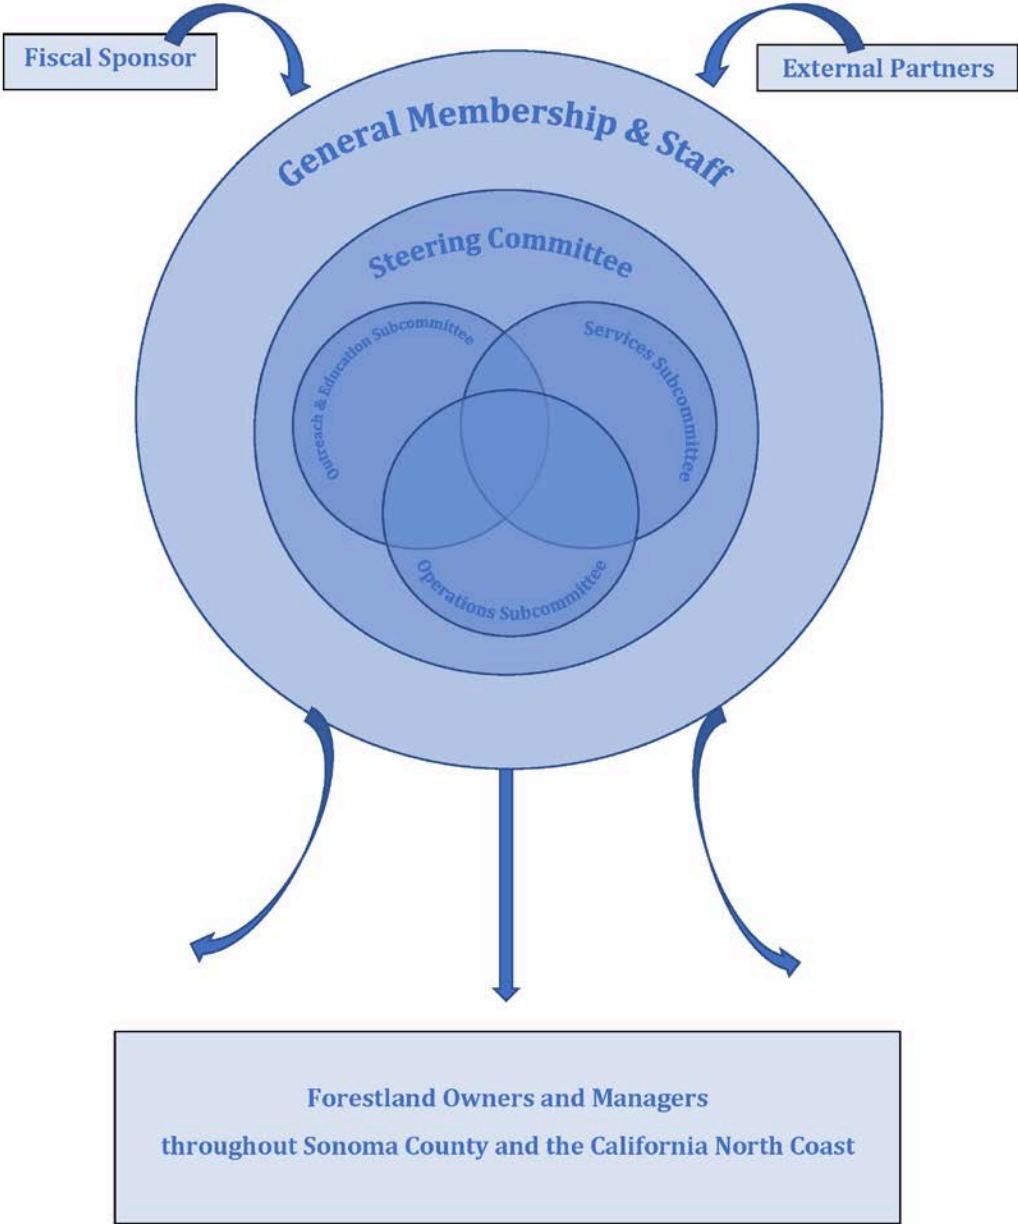 Fiscal Sponsor
External Partners
General Membership & Staff
Steering Committee
Outreach & Education Subcommittee
Services Subcommittee
Operations Subcommittee
Forestland Owners and Managers
throughout Sonoma County and the California North Coast